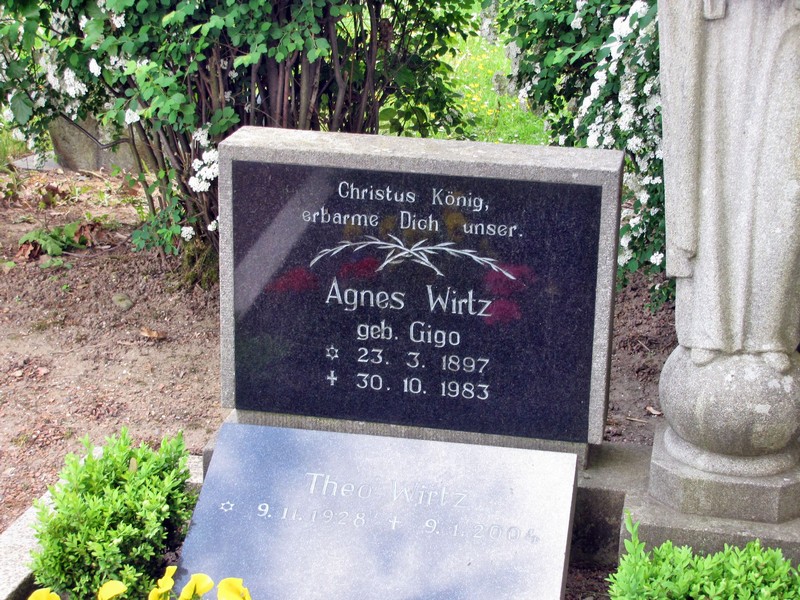 Christus König,
erbarme Dich unser.
Agnes Wirtz
geb. Gigo
✡ 23. 3. 1897
✝ 30. 10. 1983
Theo Wirtz
✡ 9. 11. 1928 ✝ 9. 1. 2004